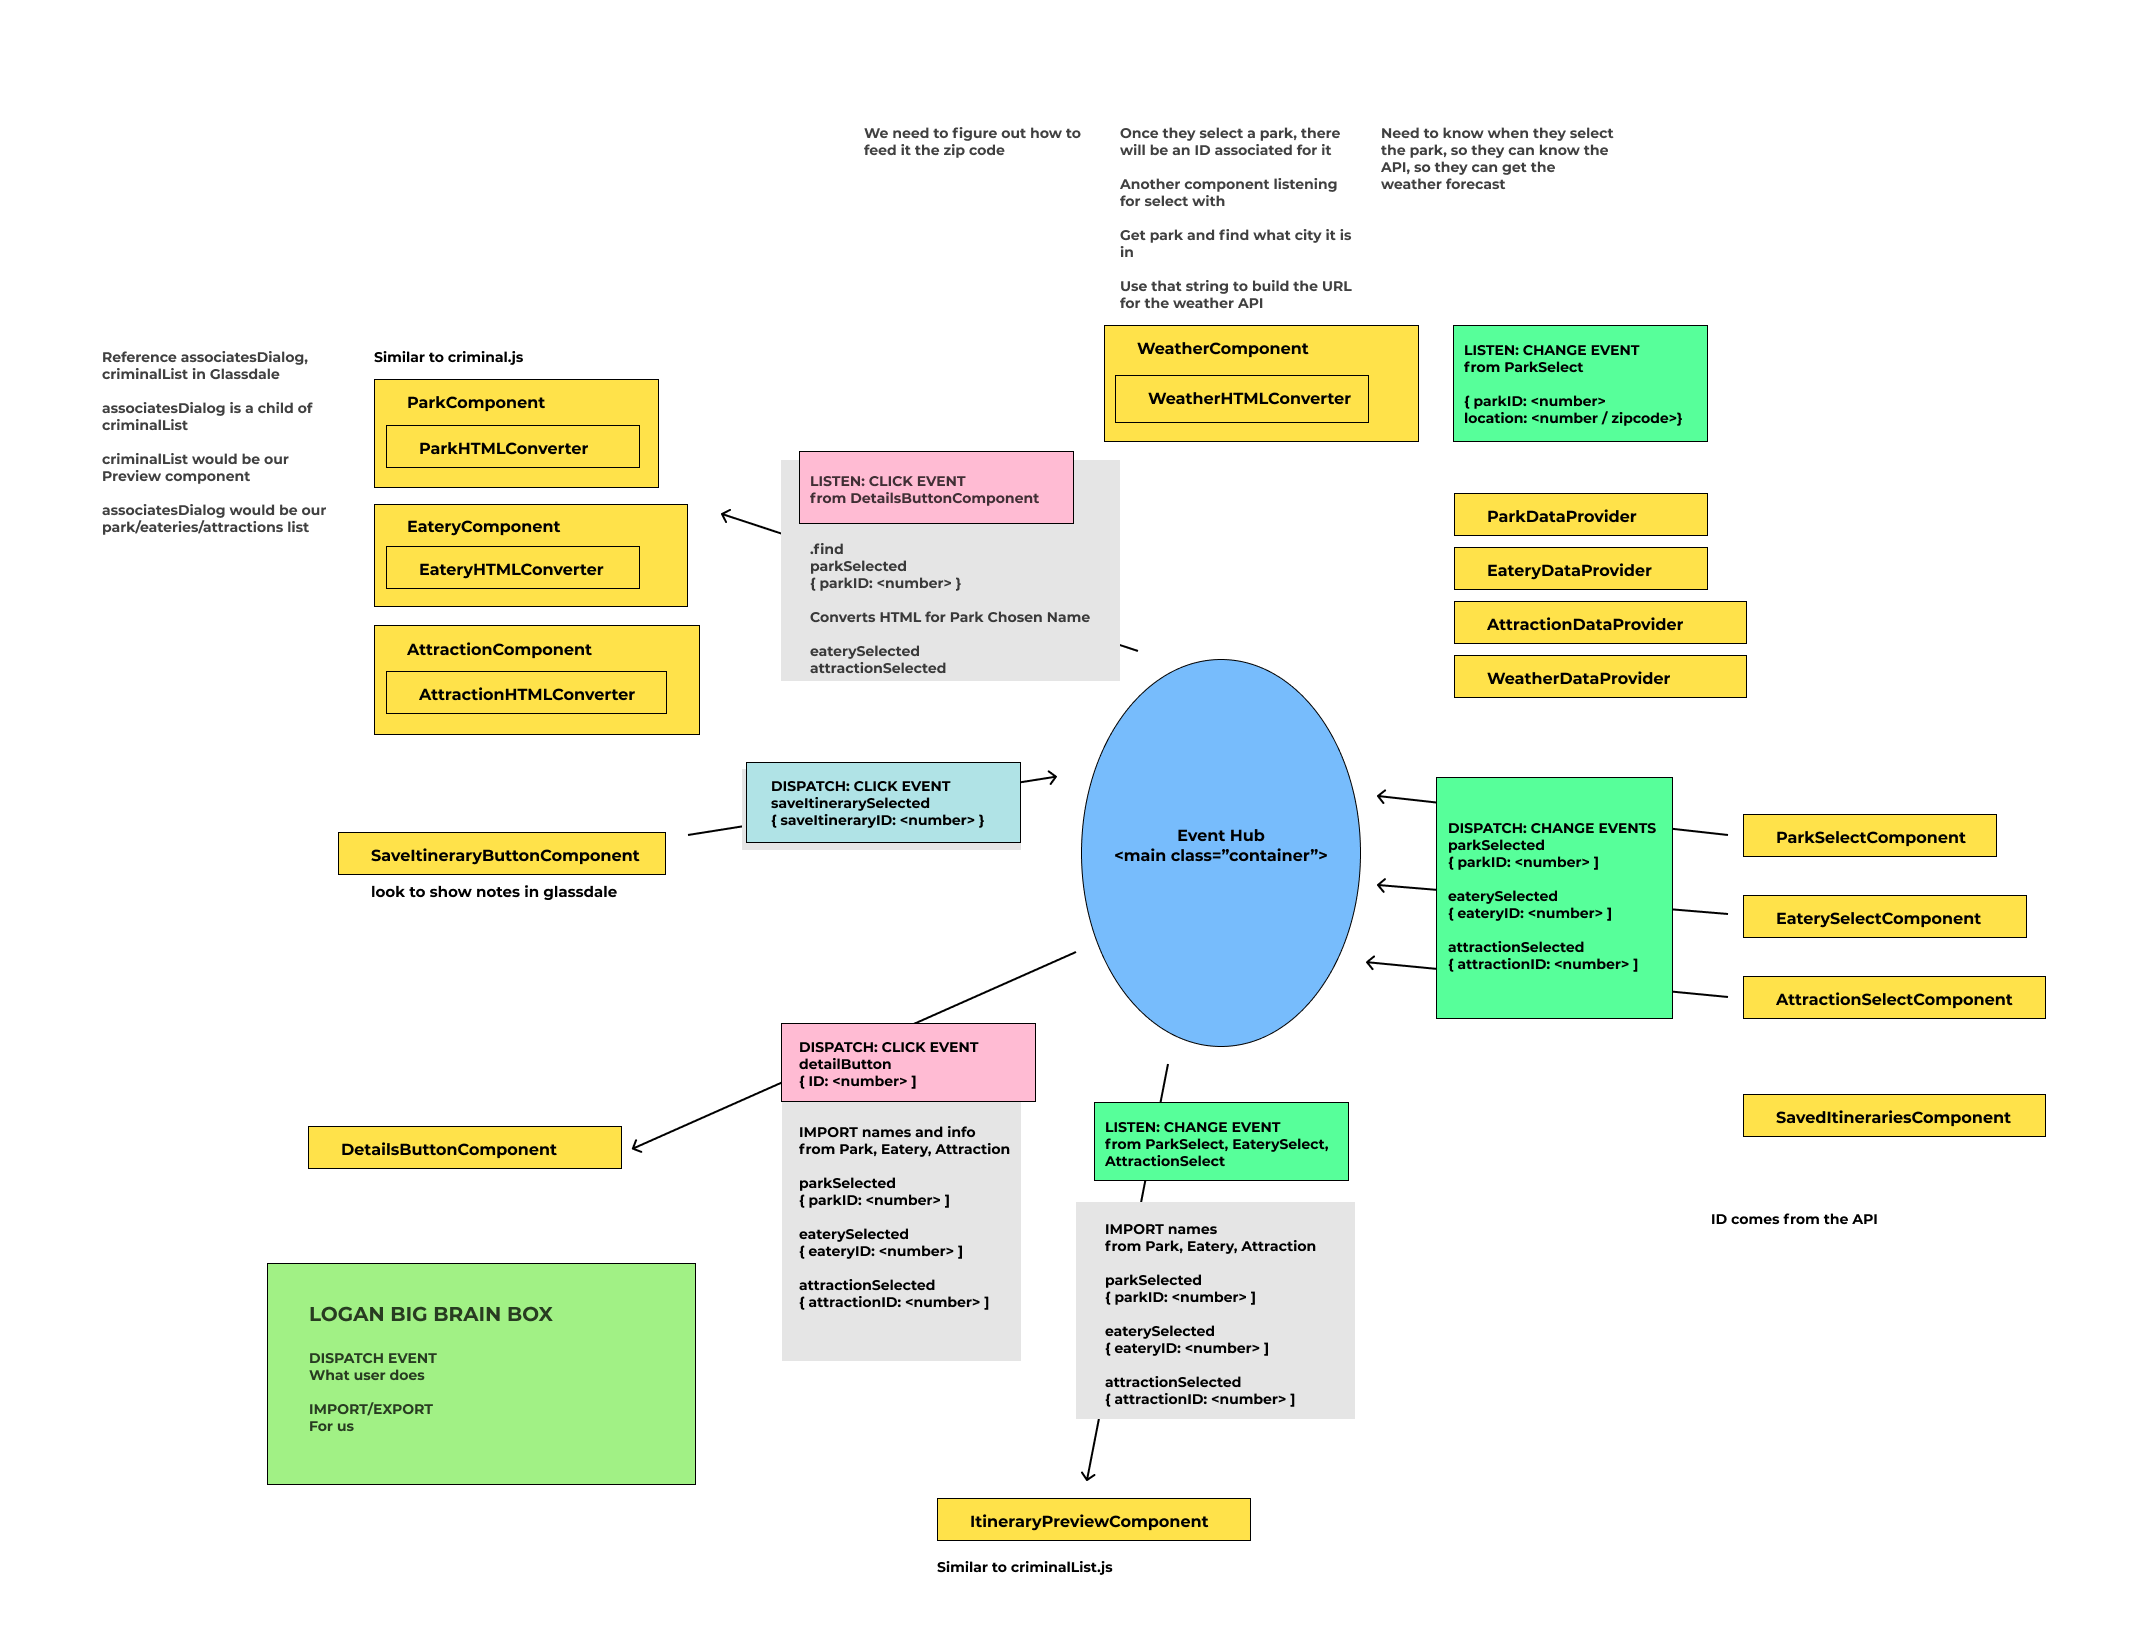 We need to figure out how to
feed it the zip code
Once they select a park, there
will be an ID associated for it
Another component listening
for select with
Get park and find what city it is
in
Use that string to build the URL
for the weather API
Need to know when they select
the park, so they can know the
API, so they can get the
weather forecast
Reference associatesDialog,
criminalList in Glassdale
associatesDialog is a child of
criminalList
criminalList would be our
Preview component
associatesDialog would be our
park/eateries/attractions list
Similar to criminal.js
ParkComponent
ParkHTMLConverter
EateryComponent
EateryHTMLConverter
AttractionComponent
AttractionHTMLConverter
LISTEN: CLICK EVENT
from DetailsButtonComponent
.find
parkSelected
{ parkID: <number> }
Converts HTML for Park Chosen Name
eaterySelected
attractionSelected
WeatherComponent
WeatherHTMLConverter
LISTEN: CHANGE EVENT
from ParkSelect
{ parkID: <number>
location: <number / zipcode>}
ParkDataProvider
EateryDataProvider
AttractionDataProvider
WeatherDataProvider
DISPATCH: CLICK EVENT
saveItinerarySelected
{ saveItineraryID: <number> }
SaveItineraryButtonComponent
look to show notes in glassdale
Event Hub
<main class=”container”>
DISPATCH: CHANGE EVENTS
parkSelected
{ parkID: <number> ]
eaterySelected
{ eateryID: <number> ]
attractionSelected
{ attractionID: <number> ]
ParkSelectComponent
EaterySelectComponent
AttractionSelectComponent
SavedItinerariesComponent
ID comes from the API
DISPATCH: CLICK EVENT
detailButton
{ ID: <number> ]
IMPORT names and info
from Park, Eatery, Attraction
parkSelected
{ parkID: <number> ]
eaterySelected
{ eateryID: <number> ]
attractionSelected
{ attractionID: <number> ]
DetailsButtonComponent
LISTEN: CHANGE EVENT
from ParkSelect, EaterySelect,
AttractionSelect
IMPORT names
from Park, Eatery, Attraction
parkSelected
{ parkID: <number> ]
eaterySelected
{ eateryID: <number> ]
attractionSelected
{ attractionID: <number> ]
LOGAN BIG BRAIN BOX
DISPATCH EVENT
What user does
IMPORT/EXPORT
For us
ItineraryPreviewComponent
Similar to criminalList.js